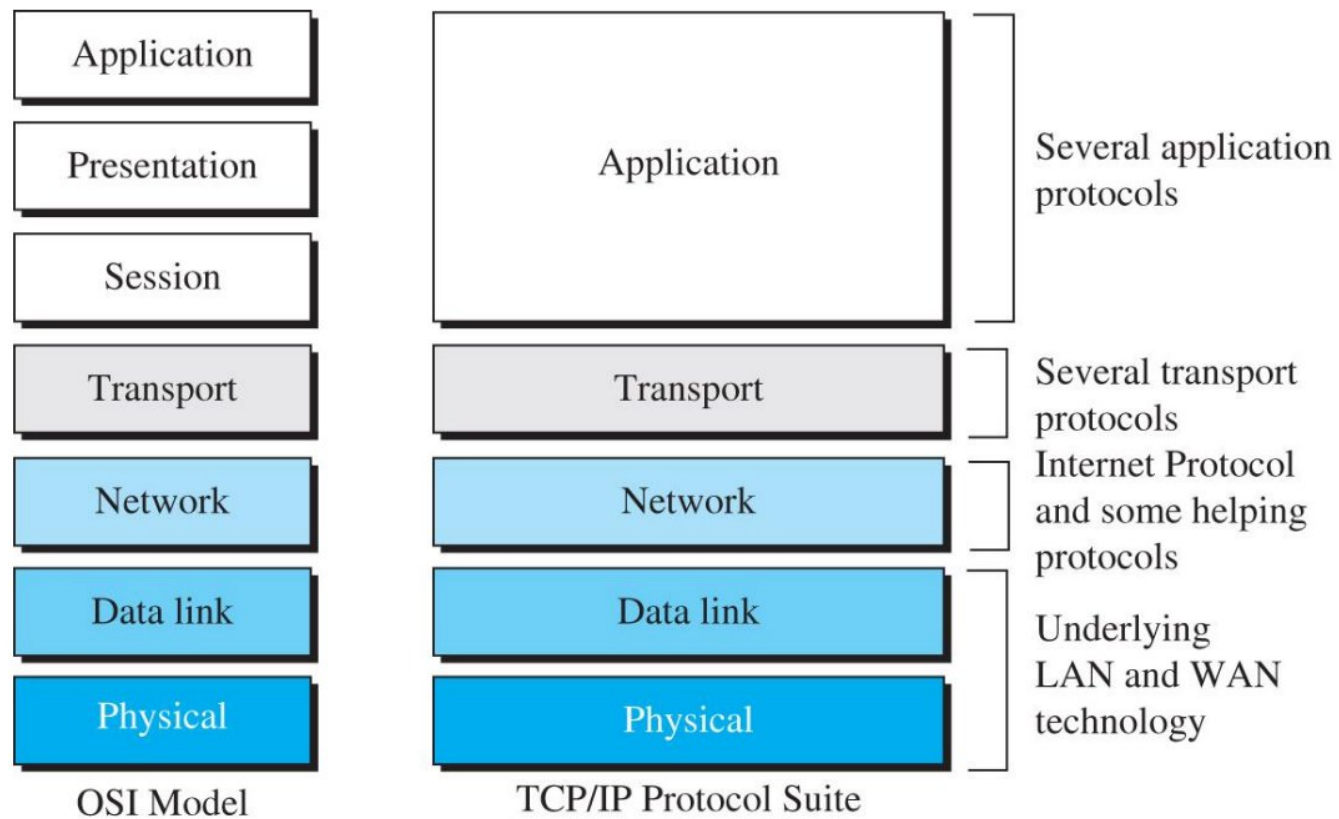 Application
Presentation
Session
Transport
Network
Data link
Physical
OSI Model
Application
Transport
Network
Data link
Physical
TCP/IP Protocol Suite
Several application
protocols
Several transport
protocols
Internet Protocol
and some helping
protocols
Underlying
LAN and WAN
technology